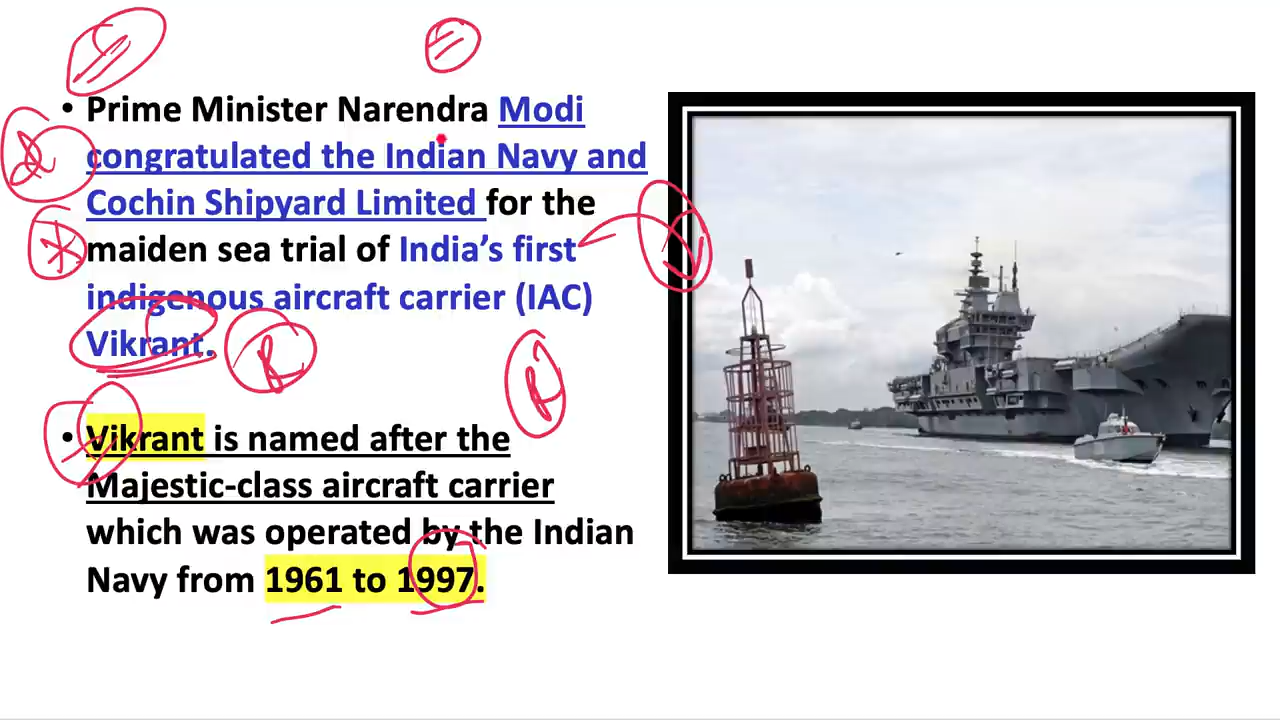 • Prime Minister Narendra Modi
congratulated the Indian Navy and
Cochin Shipyard Limited for the
maiden sea trial of India’s first
indigenous aircraft carrier (IAC)
Vikrant.
• Vikrant is named after the
Majestic-class aircraft carrier
which was operated by the Indian
Navy from 1961 to 1997.